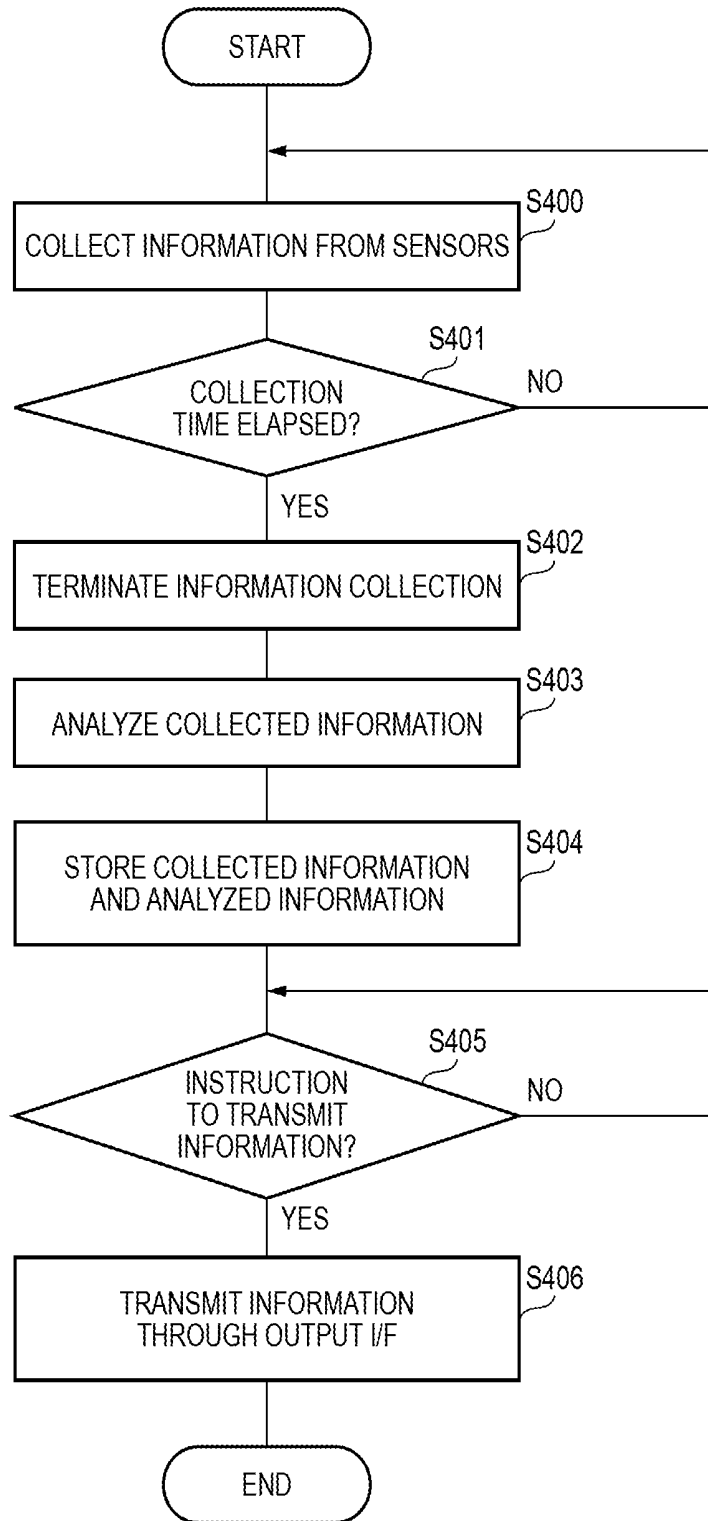 START
S400
COLLECT INFORMATION FROM SENSORS
S401
COLLECTION
TIME ELAPSED?
NO
YES
S402
TERMINATE INFORMATION COLLECTION
S403
ANALYZE COLLECTED INFORMATION
S404
STORE COLLECTED INFORMATION
AND ANALYZED INFORMATION
S405
INSTRUCTION
TO TRANSMIT
INFORMATION?
NO
YES
S406
TRANSMIT INFORMATION
THROUGH OUTPUT I/F
END